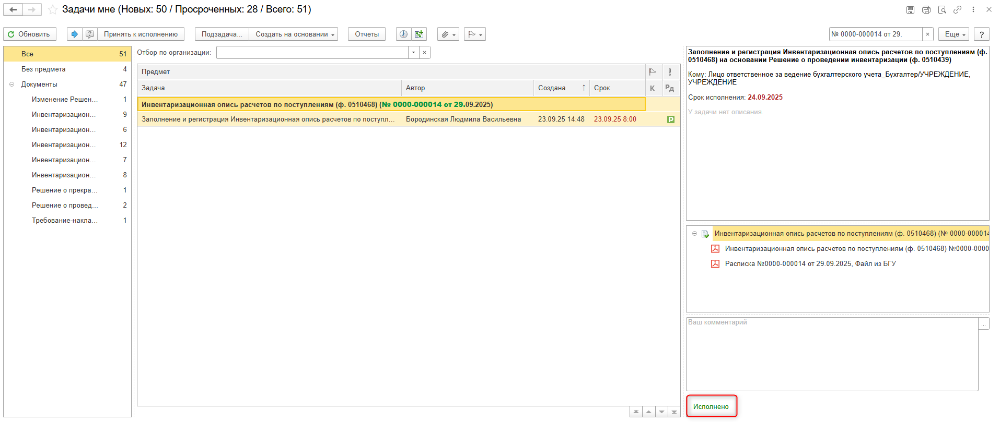 Задачи мне (Новых: 50 / Просроченных: 28 / Всего: 51)
Обновить
Принять к исполнению
Подзадача...
Создать на основании
Отчеты
№ 0000-000014 от 29.
×
Еще
?
Все 51
Без предмета 4
Документы 47
Изменение Решен... 1
Инвентаризацион... 9
Инвентаризацион... 6
Инвентаризацион... 12
Инвентаризацион... 7
Инвентаризацион... 8
Решение о прекра... 1
Решение о провед... 2
Требование-накла... 1
Отбор по организации:
×
Предмет
Задача Автор Создана ↑ Срок К Рд
Инвентаризационная опись расчетов по поступлениям (ф. 0510468) (№ 0000-000014 от 29.09.2025)
Заполнение и регистрация Инвентаризационная опись расчетов по поступл... Бородинская Людмила Васильевна 23.09.25 14:48 23.09.25 8:00 Р
Заполнение и регистрация Инвентаризационная опись расчетов по поступлениям (ф.
0510468) на основании Решение о проведении инвентаризации (ф. 0510439)
Кому: Лицо ответственное за ведение бухгалтерского учета_Бухгалтер/УЧРЕЖДЕНИЕ,
УЧРЕЖДЕНИЕ
Срок исполнения: 24.09.2025
У задачи нет описания.
Инвентаризационная опись расчетов по поступлениям (ф. 0510468) (№ 0000-000014
Инвентаризационная опись расчетов по поступлениям (ф. 0510468) №0000-0000
Расписка №0000-000014 от 29.09.2025, Файл из БГУ
Ваш комментарий
...
Исполнено